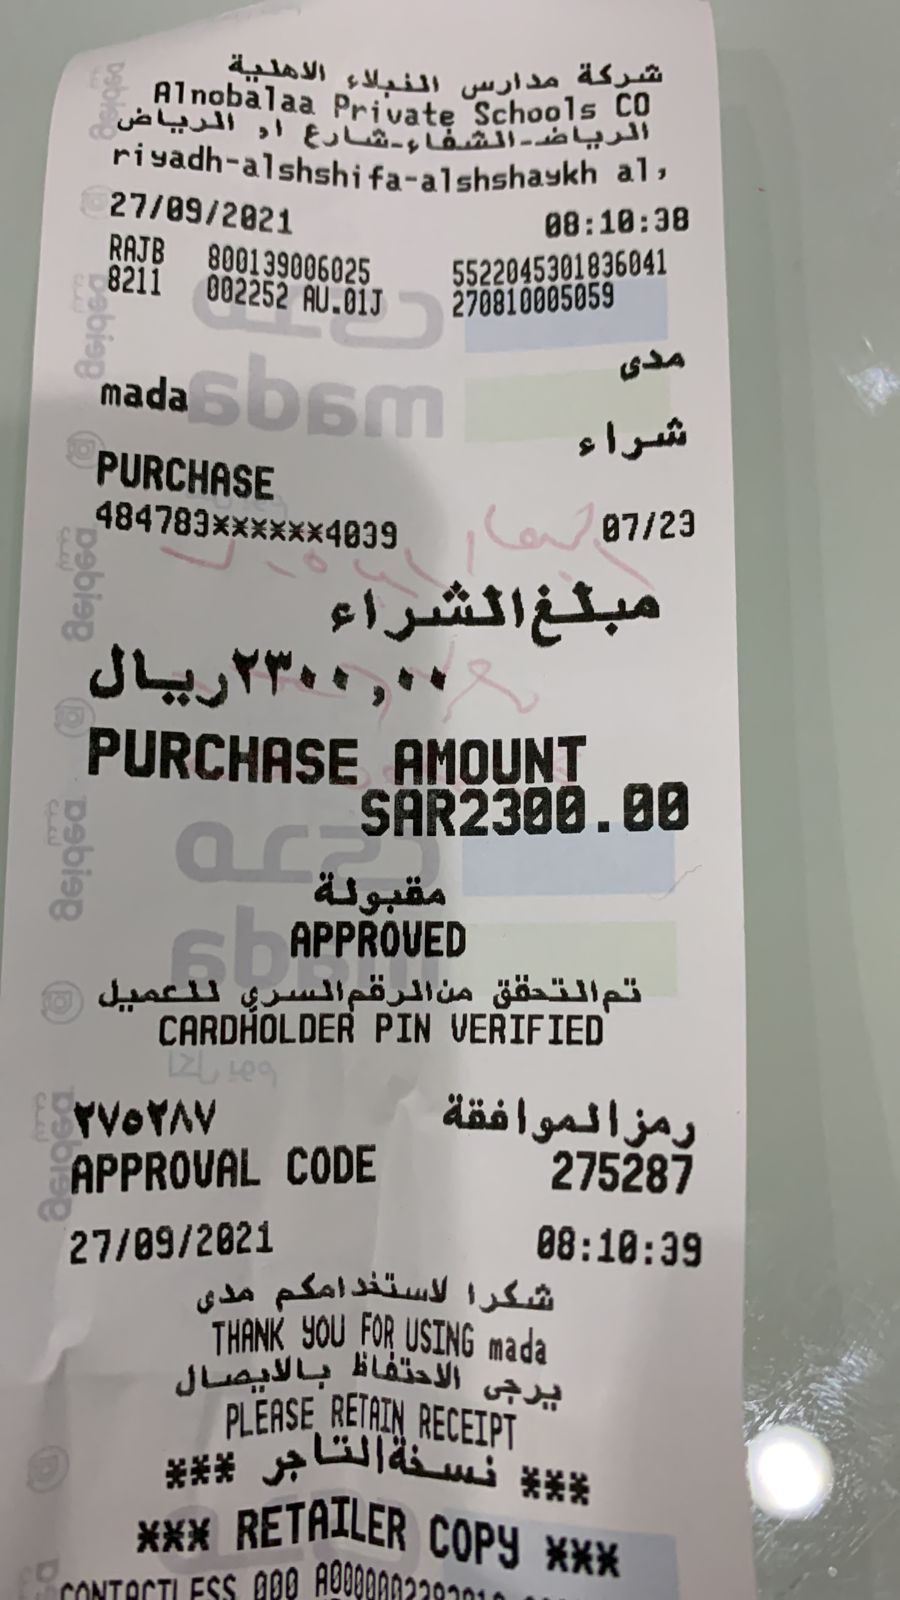 شركة مدارس النبلاء الاهلية
Alnobalaa Private Schools CO
الرياض-الشفاء-شارع ا, الرياض
riyadh-alshshifa-alshshaykh al,
27/09/2021 08:10:38
RAJB 800139006025 5522045301836041
8211 002252 AU.01J 270810005059
مدى
mada
شراء
PURCHASE
484783******4039 07/23
مبلغ الشراء
٢٣٠٠,٠٠ ريال
PURCHASE AMOUNT
SAR2300.00
مقبولة
APPROVED
تم التحقق من الرقم السري للعميل
CARDHOLDER PIN VERIFIED
رمز الموافقة ٢٧٥٢٨٧
APPROVAL CODE 275287
27/09/2021 08:10:39
شكرا لاستخدامكم مدى
THANK YOU FOR USING mada
يرجى الاحتفاظ بالايصال
PLEASE RETAIN RECEIPT
*** نسخة التاجر ***
*** RETAILER COPY ***
CONTACTLESS 000